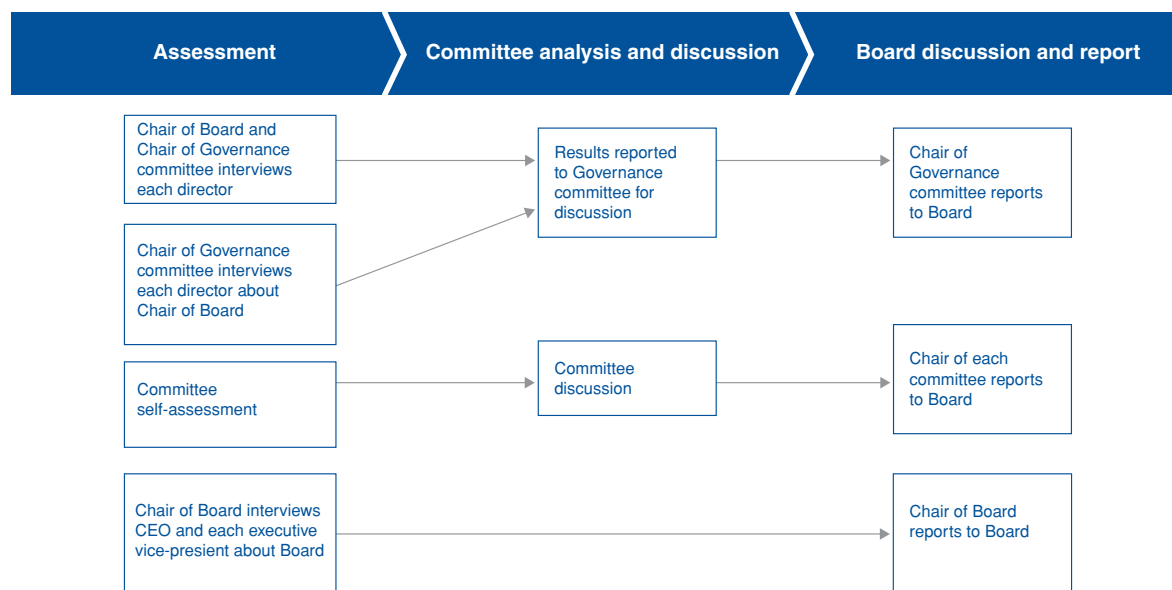 Assessment
Committee analysis and discussion
Board discussion and report
Chair of Board and
Chair of Governance
committee interviews
each director
Results reported
to Governance
committee for
discussion
Chair of
Governance
committee reports
to Board
Chair of Governance
committee interviews
each director about
Chair of Board
Committee
self-assessment
Committee
discussion
Chair of each
committee reports
to Board
Chair of Board interviews
CEO and each executive
vice-presient about Board
Chair of Board
reports to Board